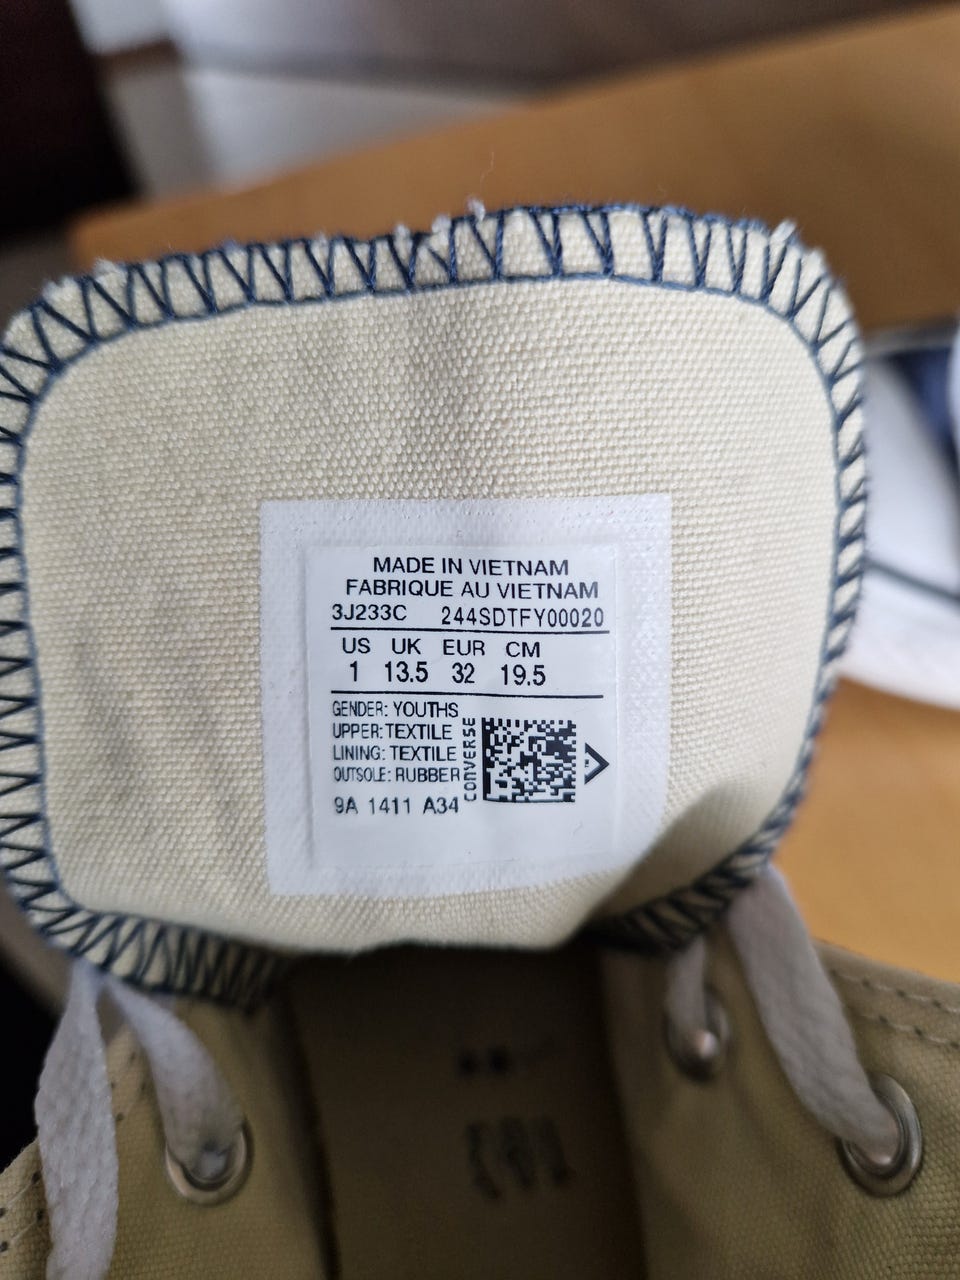 MADE IN VIETNAM
FABRIQUE AU VIETNAM
3J233C 244SDTFY00020
US UK EUR CM
1 13.5 32 19.5
GENDER: YOUTHS
UPPER: TEXTILE
LINING: TEXTILE
OUTSOLE: RUBBER
9A 1411 A34
CONVERSE
™